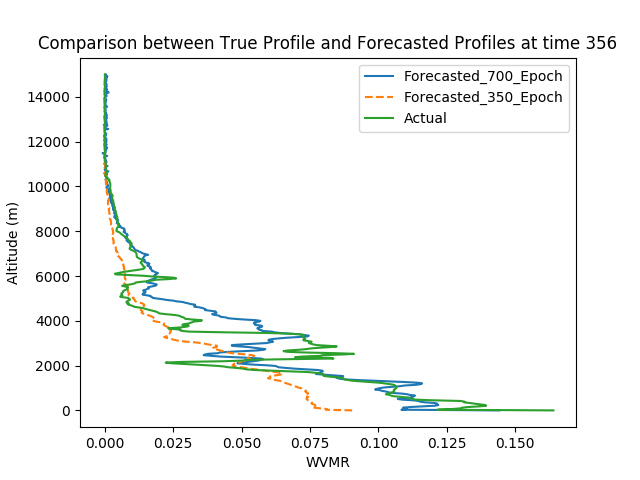 Comparison between True Profile and Forecasted Profiles at time 356
Forecasted_700_Epoch
Forecasted_350_Epoch
Actual
14000
12000
10000
8000
6000
4000
2000
0
Altitude (m)
0.000 0.025 0.050 0.075 0.100 0.125 0.150
WVMR